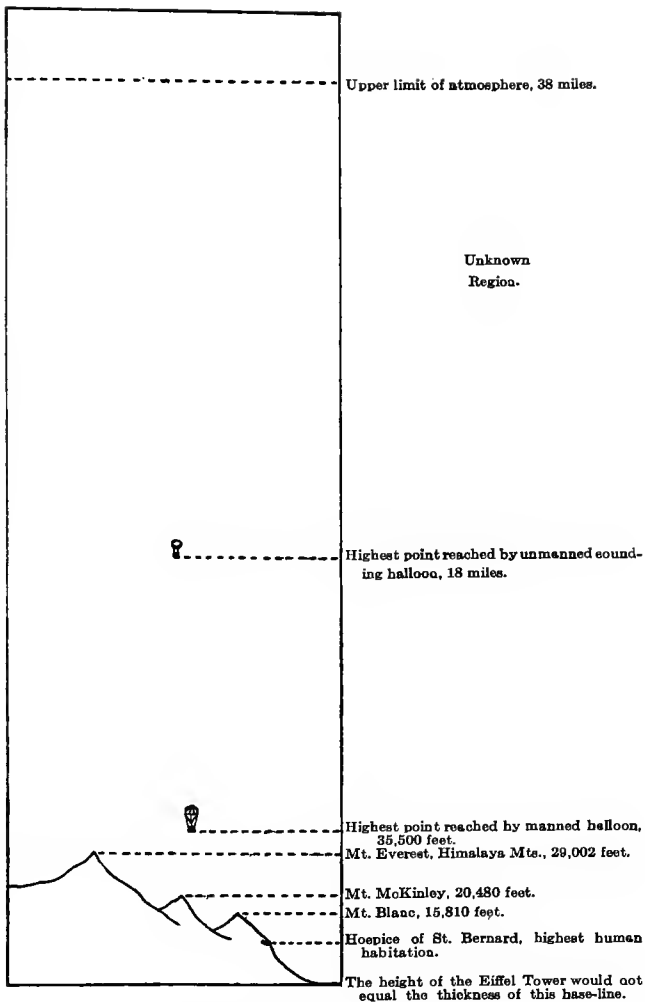 Upper limit of atmosphere, 38 miles.
Unknown
Region.
Highest point reached by unmanned sound-
ing balloon, 18 miles.
Highest point reached by manned balloon,
35,500 feet.
Mt. Everest, Himalaya Mts., 29,002 feet.
Mt. McKinley, 20,480 feet.
Mt. Blanc, 15,810 feet.
Hospice of St. Bernard, highest human
habitation.
The height of the Eiffel Tower would not
equal the thickness of this base-line.